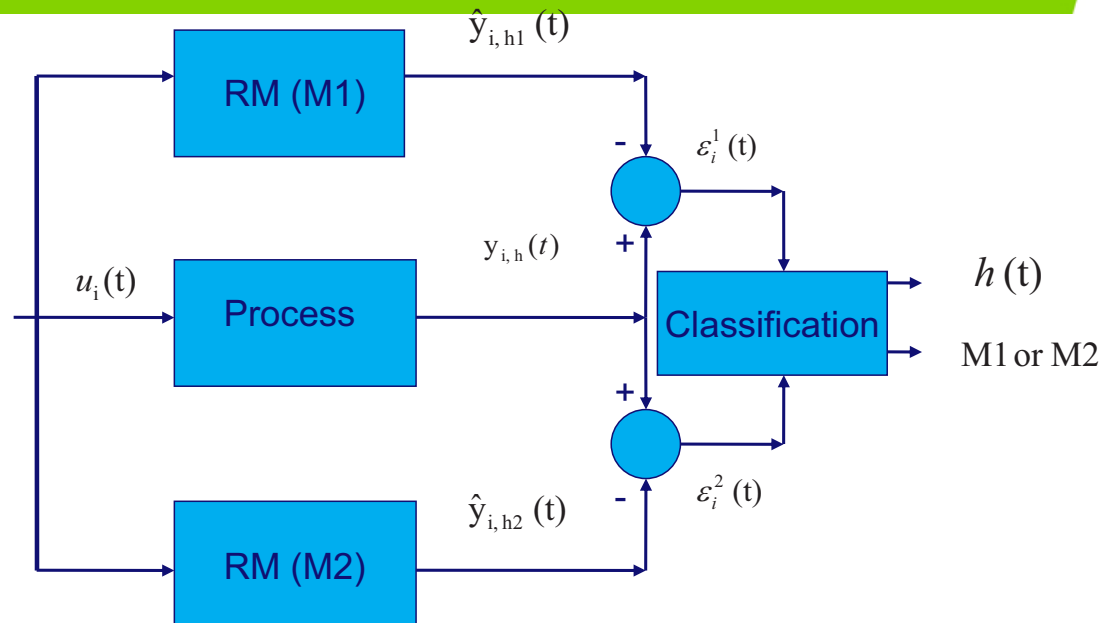 ŷi, h1 (t)
RM (M1)
-
εi1 (t)
+
yi, h (t)
ui (t)
Process
Classification
h (t)
M1 or M2
+
-
εi2 (t)
ŷi, h2 (t)
RM (M2)